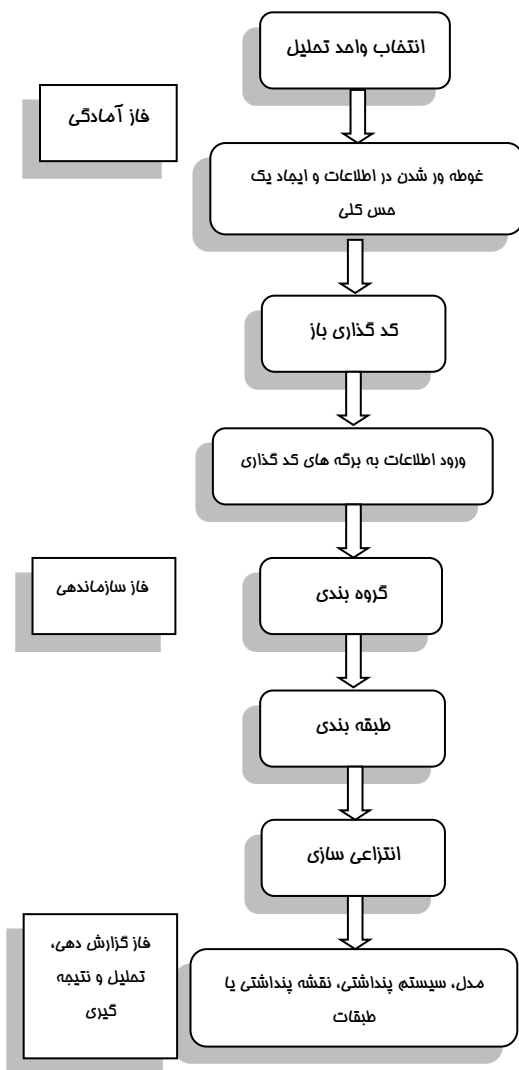 انتخاب واحد تحلیل
فاز آمادگی
غوطه ور شدن در اطلاعات و ایجاد یک
حس کلی
کد گذاری باز
ورود اطلاعات به برگه های کد گذاری
فاز سازماندهی
گروه بندی
طبقه بندی
انتزاعی سازی
فاز گزارش دهی،
تحلیل و نتیجه
گیری
مدل، سیستم پنداشتی، نقشه پنداشتی یا
طبقات